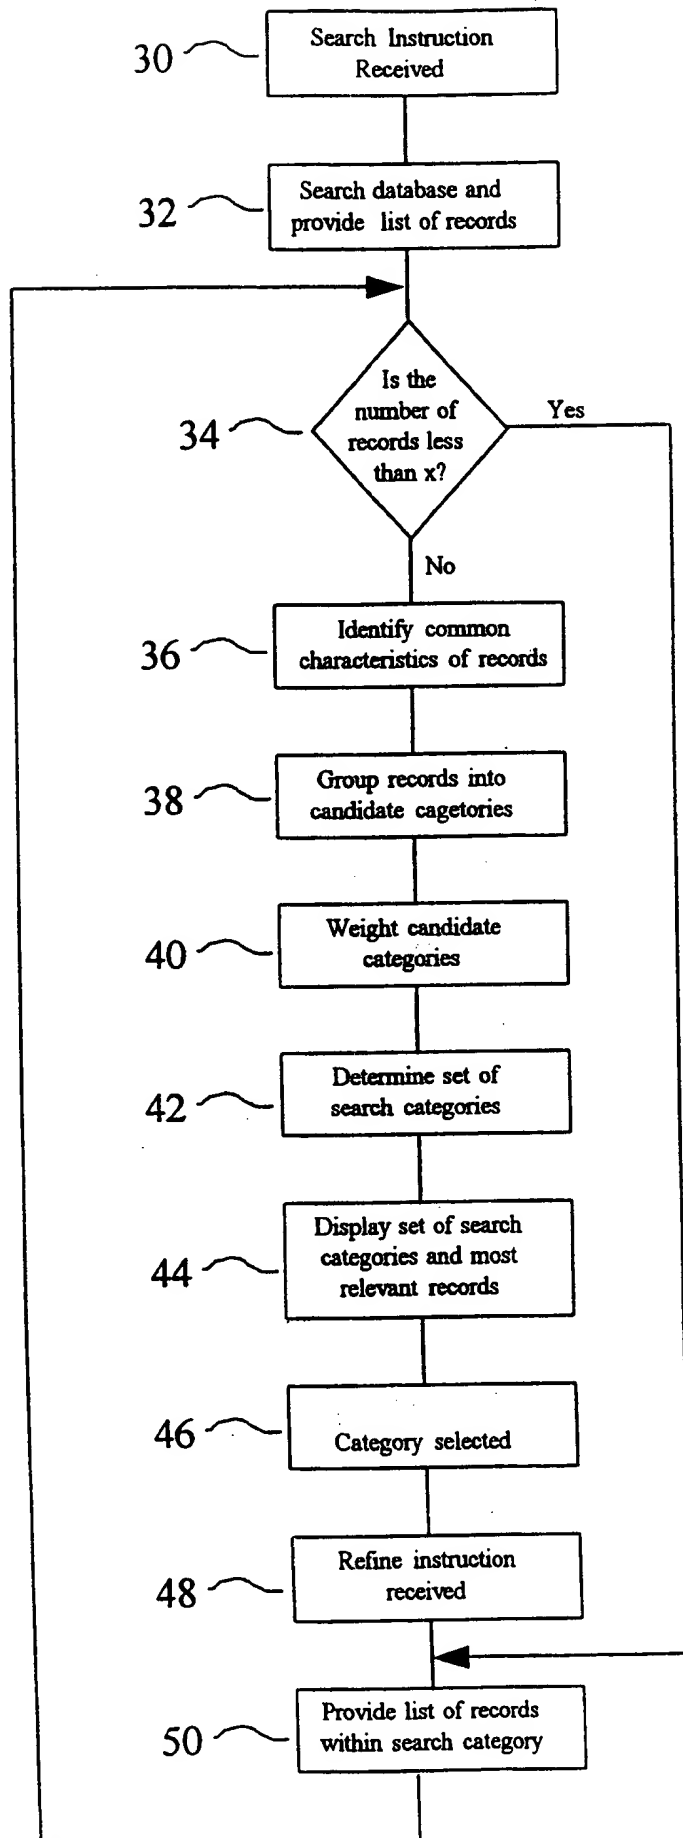 30
Search Instruction
Received
32
Search database and
provide list of records
34
Is the
number of
records less
than x?
Yes
No
36
Identify common
characteristics of records
38
Group records into
candidate cagetories
40
Weight candidate
categories
42
Determine set of
search categories
44
Display set of search
categories and most
relevant records
46
Category selected
48
Refine instruction
received
50
Provide list of records
within search category